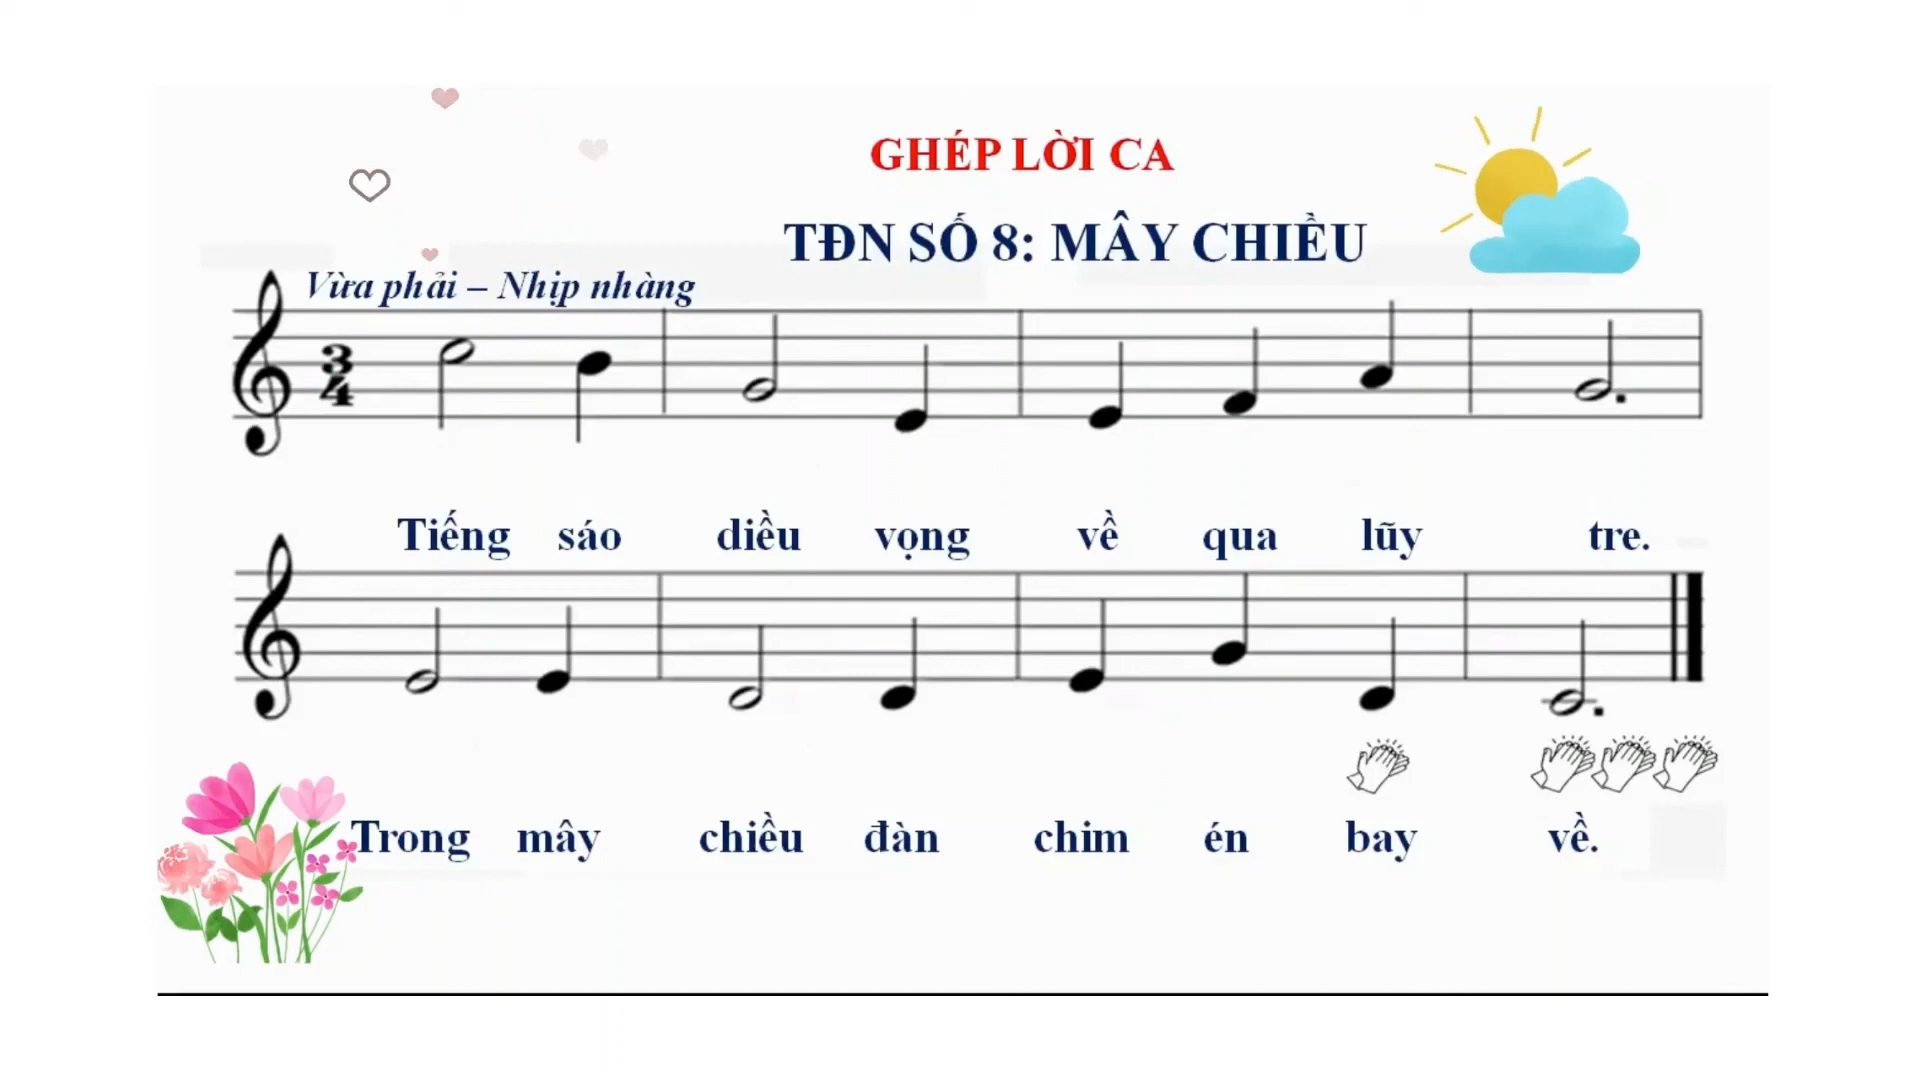 GHÉP LỜI CA
TĐN SỐ 8: MÂY CHIỀU
Vừa phải – Nhịp nhàng
3
4
Tiếng sáo diều vọng về qua lũy tre.
Trong mây chiều đàn chim én bay về.